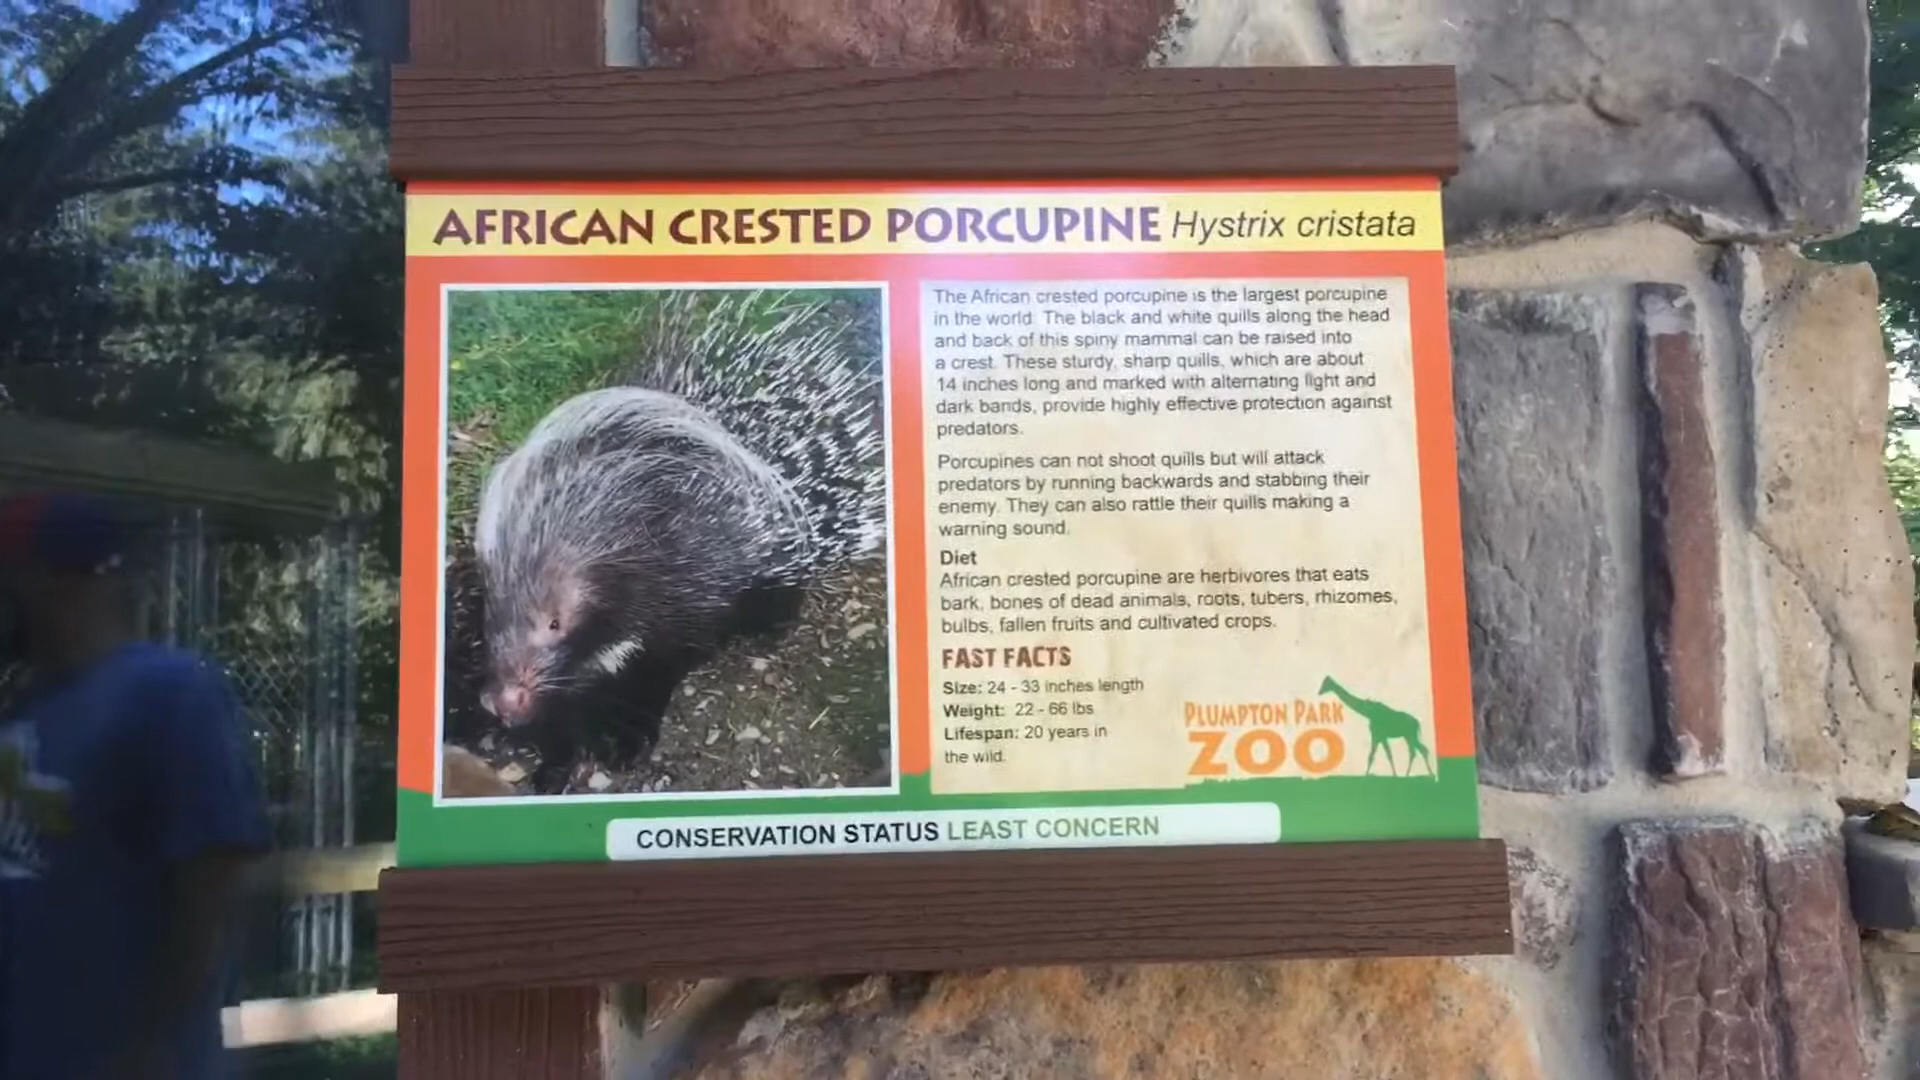 AFRICAN CRESTED PORCUPINE Hystrix cristata
The African crested porcupine is the largest porcupine
in the world. The black and white quills along the head
and back of this spiny mammal can be raised into
a crest. These sturdy, sharp quills, which are about
14 inches long and marked with alternating light and
dark bands, provide highly effective protection against
predators.
Porcupines can not shoot quills but will attack
predators by running backwards and stabbing their
enemy. They can also rattle their quills making a
warning sound.
Diet
African crested porcupine are herbivores that eats
bark, bones of dead animals, roots, tubers, rhizomes,
bulbs, fallen fruits and cultivated crops.
FAST FACTS
Size: 24 - 33 inches length
Weight: 22 - 66 lbs
Lifespan: 20 years in
the wild.
PLUMPTON PARK
ZOO
CONSERVATION STATUS LEAST CONCERN